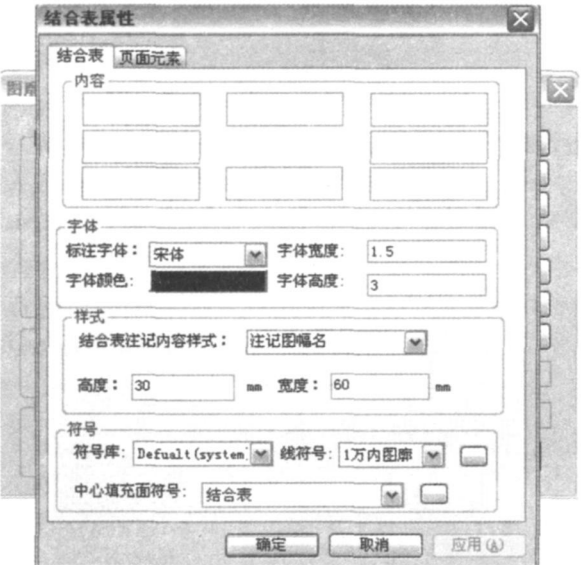 结合表属性
结合表 页面元素
图廓
内容
字体
标注字体： 宋体 字体宽度: 1.5
字体颜色: 字体高度: 3
样式
结合表注记内容样式： 注记图幅名
高度： 30 mm 宽度： 60 mm
符号
符号库: Defualt(system) 线符号: 1万内图廓
中心填充面符号: 结合表
确定 取消 应用(A)